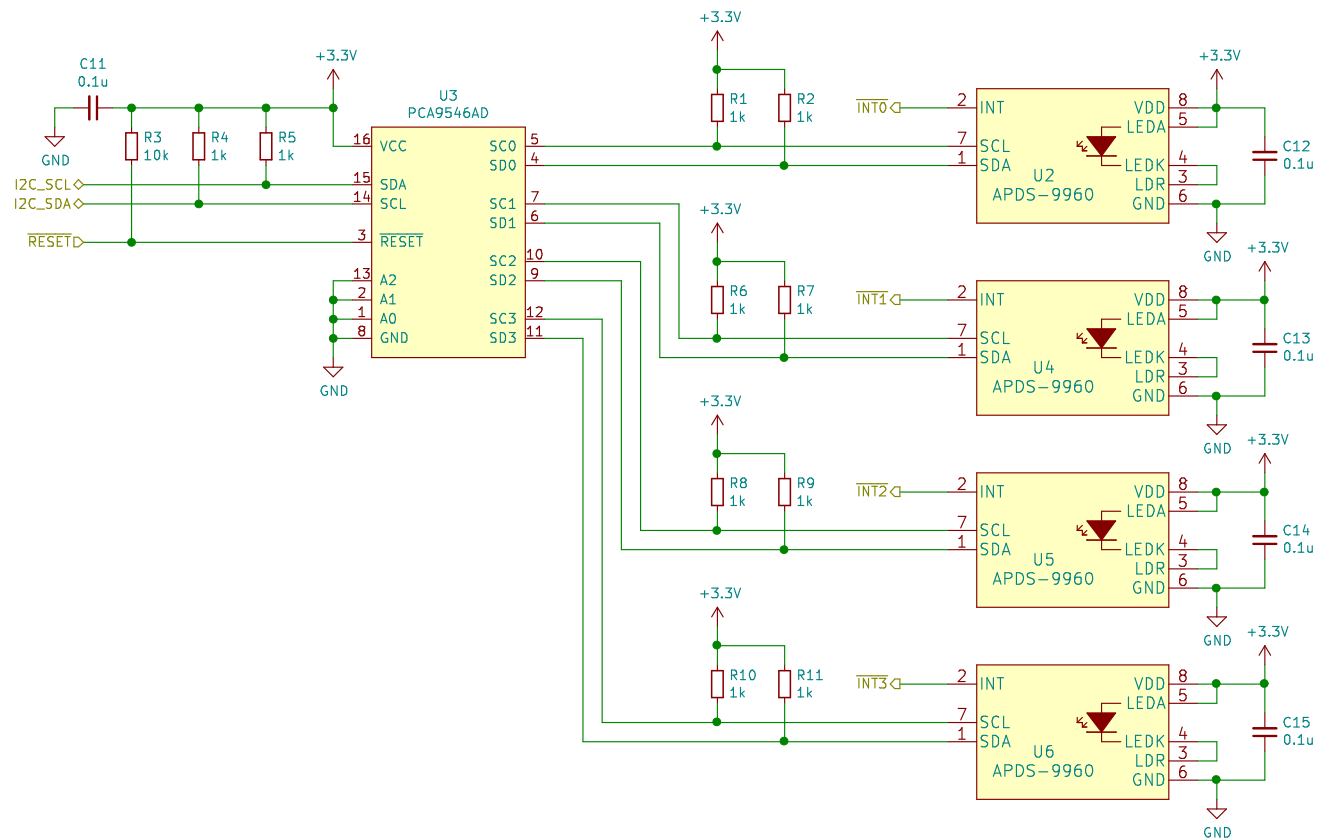 +3.3V
C11
0.1u
GND
R3
10k
R4
1k
R5
1k
+3.3V
I2C_SCL
I2C_SDA
RESET
U3
PCA9546AD
16 VCC
15 SDA
14 SCL
3 RESET
13 A2
2 A1
1 A0
8 GND
SC0 5
SD0 4
SC1 7
SD1 6
SC2 10
SD2 9
SC3 12
SD3 11
GND
R1
1k
R2
1k
INT0
2 INT
7 SCL
1 SDA
U2
APDS-9960
VDD 8
LEDA 5
LEDK 4
LDR 3
GND 6
+3.3V
C12
0.1u
GND
+3.3V
R6
1k
R7
1k
INT1
2 INT
7 SCL
1 SDA
U4
APDS-9960
VDD 8
LEDA 5
LEDK 4
LDR 3
GND 6
+3.3V
C13
0.1u
GND
+3.3V
R8
1k
R9
1k
INT2
2 INT
7 SCL
1 SDA
U5
APDS-9960
VDD 8
LEDA 5
LEDK 4
LDR 3
GND 6
+3.3V
C14
0.1u
GND
+3.3V
R10
1k
R11
1k
INT3
2 INT
7 SCL
1 SDA
U6
APDS-9960
VDD 8
LEDA 5
LEDK 4
LDR 3
GND 6
+3.3V
C15
0.1u
GND